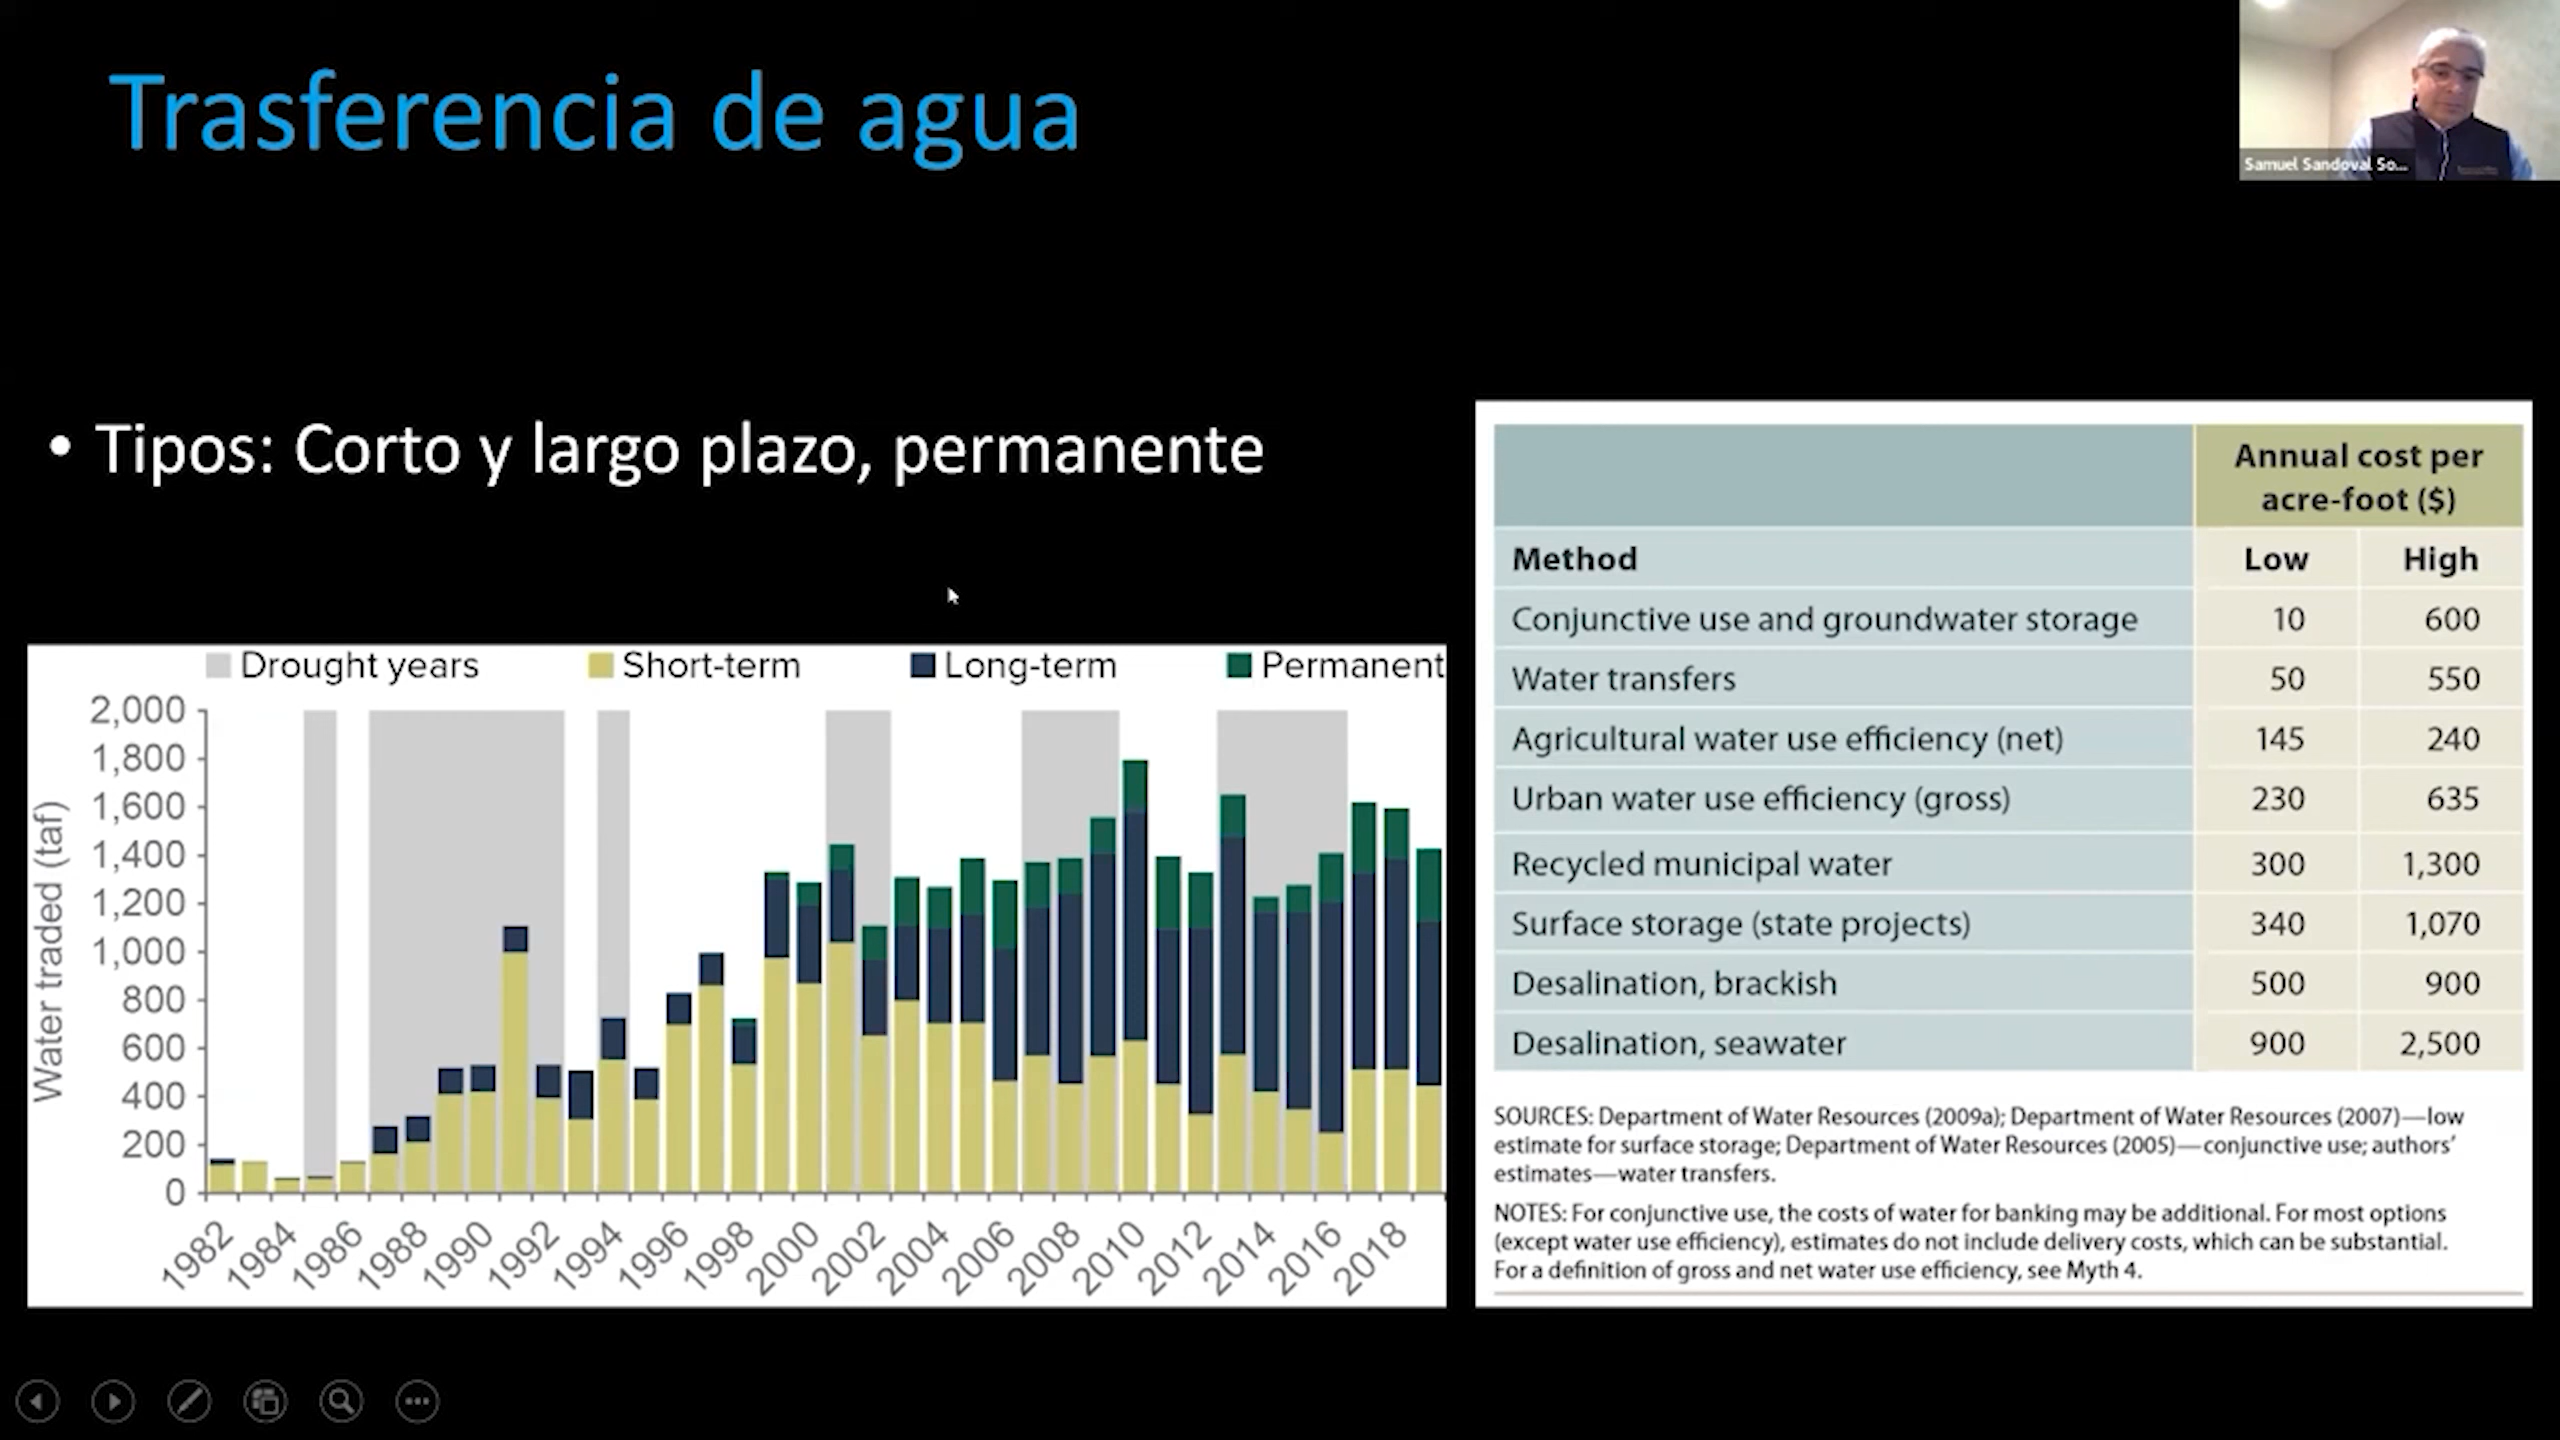 Trasferencia de agua
Samuel Sandoval So...
• Tipos: Corto y largo plazo, permanente
Drought years Short-term Long-term Permanent
Water traded (taf)
2,000
1,800
1,600
1,400
1,200
1,000
800
600
400
200
0
1982 1984 1986 1988 1990 1992 1994 1996 1998 2000 2002 2004 2006 2008 2010 2012 2014 2016 2018
Annual cost per
acre-foot ($)
Method Low High
Conjunctive use and groundwater storage 10 600
Water transfers 50 550
Agricultural water use efficiency (net) 145 240
Urban water use efficiency (gross) 230 635
Recycled municipal water 300 1,300
Surface storage (state projects) 340 1,070
Desalination, brackish 500 900
Desalination, seawater 900 2,500
SOURCES: Department of Water Resources (2009a); Department of Water Resources (2007)—low
estimate for surface storage; Department of Water Resources (2005)—conjunctive use; authors’
estimates—water transfers.
NOTES: For conjunctive use, the costs of water for banking may be additional. For most options
(except water use efficiency), estimates do not include delivery costs, which can be substantial.
For a definition of gross and net water use efficiency, see Myth 4.